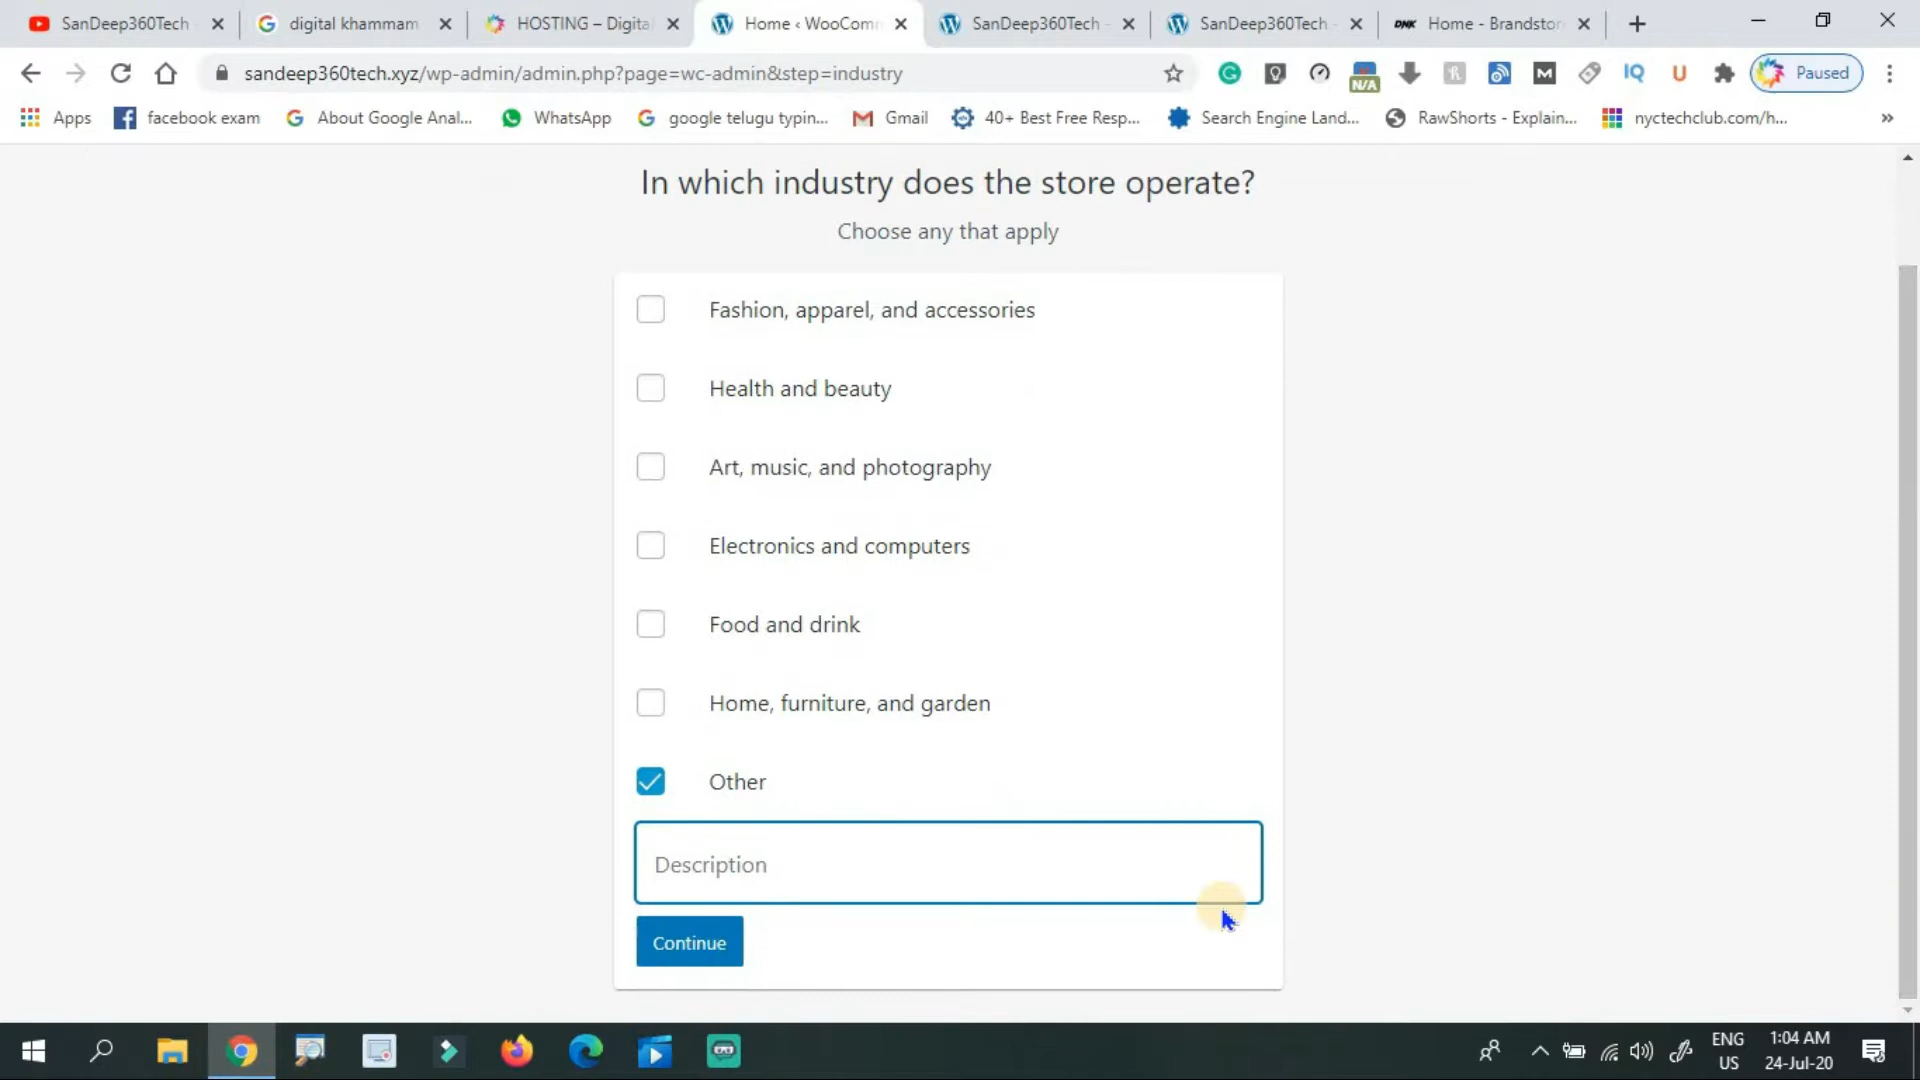 SanDeep360Tech
digital khammam
HOSTING – Digita
Home ‹ WooComm
SanDeep360Tech -
SanDeep360Tech -
DNK
Home - Brandstor
sandeep360tech.xyz/wp-admin/admin.php?page=wc-admin&step=industry
N/A
M
IQ
U
Paused
Apps
facebook exam
About Google Anal...
WhatsApp
google telugu typin...
Gmail
40+ Best Free Resp...
Search Engine Land...
RawShorts - Explain...
nyctechclub.com/h...
»
In which industry does the store operate?
Choose any that apply
Fashion, apparel, and accessories
Health and beauty
Art, music, and photography
Electronics and computers
Food and drink
Home, furniture, and garden
Other
Description
Continue
ENG
US
1:04 AM
24-Jul-20